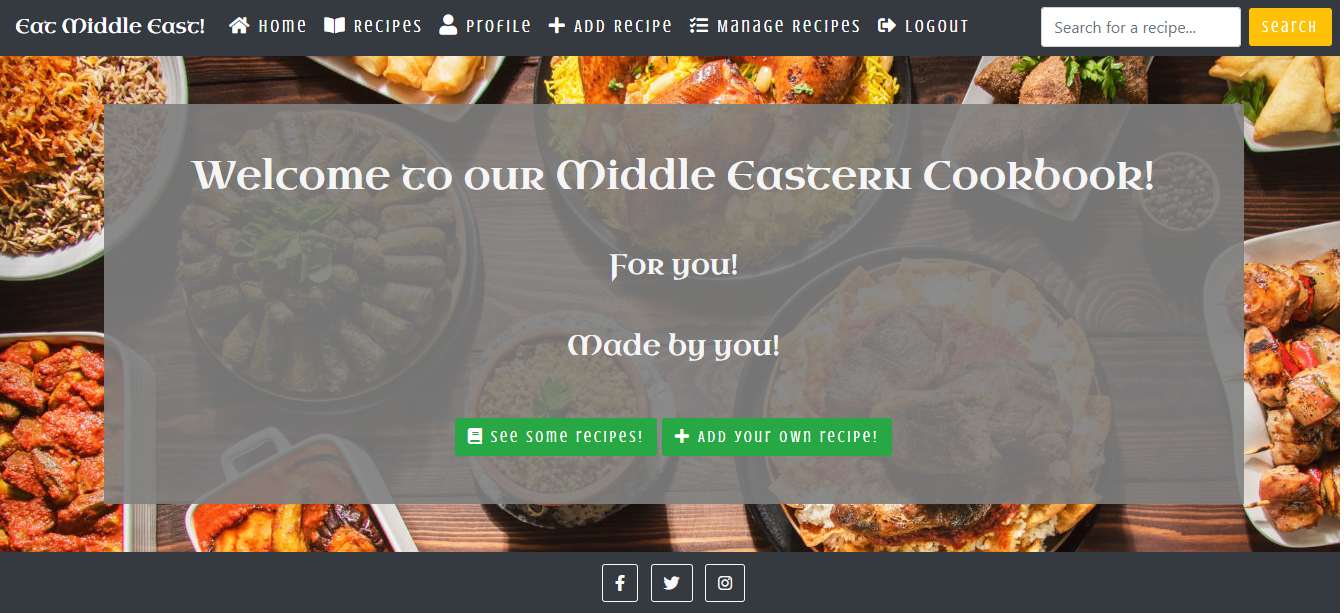 Eat Middle East! Home Recipes Profile Add Recipe Manage Recipes Logout Search for a recipe... Search
Welcome to our Middle Eastern Cookbook!
For you!
Made by you!
See some recipes! Add your own recipe!